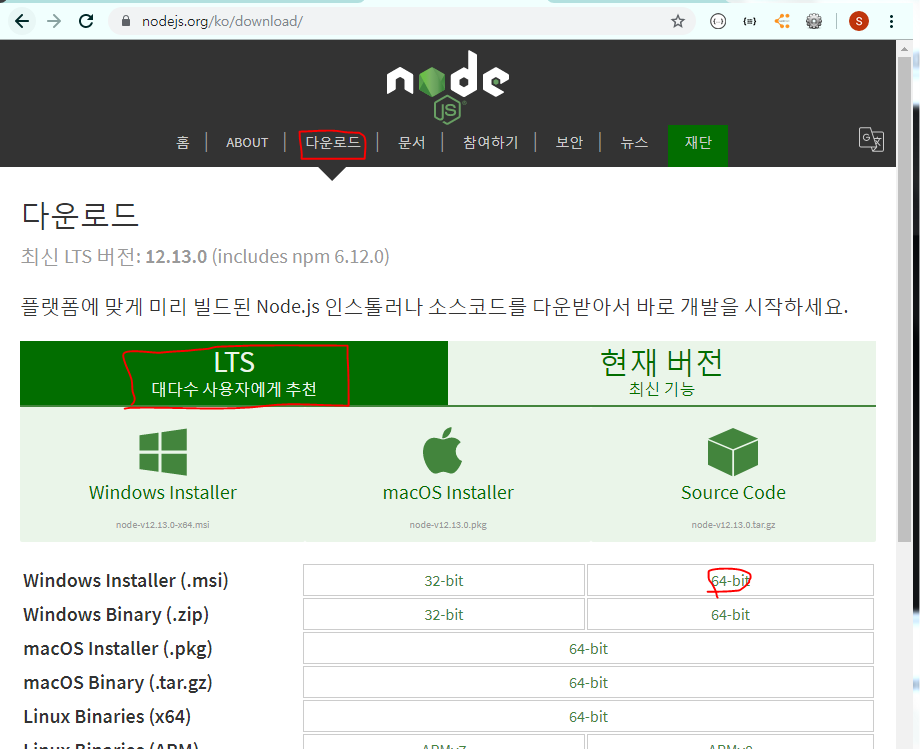 nodejs.org/ko/download/
S
node
JS
홈 ABOUT 다운로드 문서 참여하기 보안 뉴스 재단
다운로드
최신 LTS 버전: 12.13.0 (includes npm 6.12.0)
플랫폼에 맞게 미리 빌드된 Node.js 인스톨러나 소스코드를 다운받아서 바로 개발을 시작하세요.
LTS
대다수 사용자에게 추천
현재 버전
최신 기능
Windows Installer
node-v12.13.0-x64.msi
macOS Installer
node-v12.13.0.pkg
Source Code
node-v12.13.0.tar.gz
Windows Installer (.msi) 32-bit 64-bit
Windows Binary (.zip) 32-bit 64-bit
macOS Installer (.pkg) 64-bit
macOS Binary (.tar.gz) 64-bit
Linux Binaries (x64) 64-bit
Linux Binaries (ARM) ARMv7 ARMv8